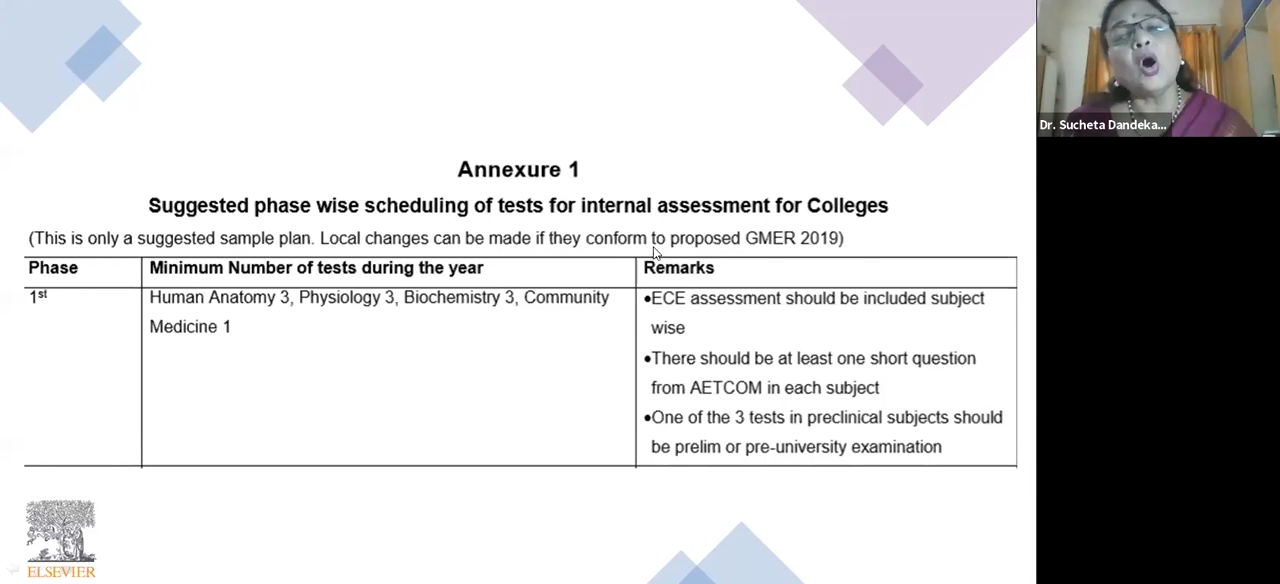 Annexure 1
Suggested phase wise scheduling of tests for internal assessment for Colleges
(This is only a suggested sample plan. Local changes can be made if they conform to proposed GMER 2019)
Phase Minimum Number of tests during the year Remarks
1st Human Anatomy 3, Physiology 3, Biochemistry 3, Community
Medicine 1
•ECE assessment should be included subject
wise
•There should be at least one short question
from AETCOM in each subject
•One of the 3 tests in preclinical subjects should
be prelim or pre-university examination
ELSEVIER
Dr. Sucheta Dandeka...